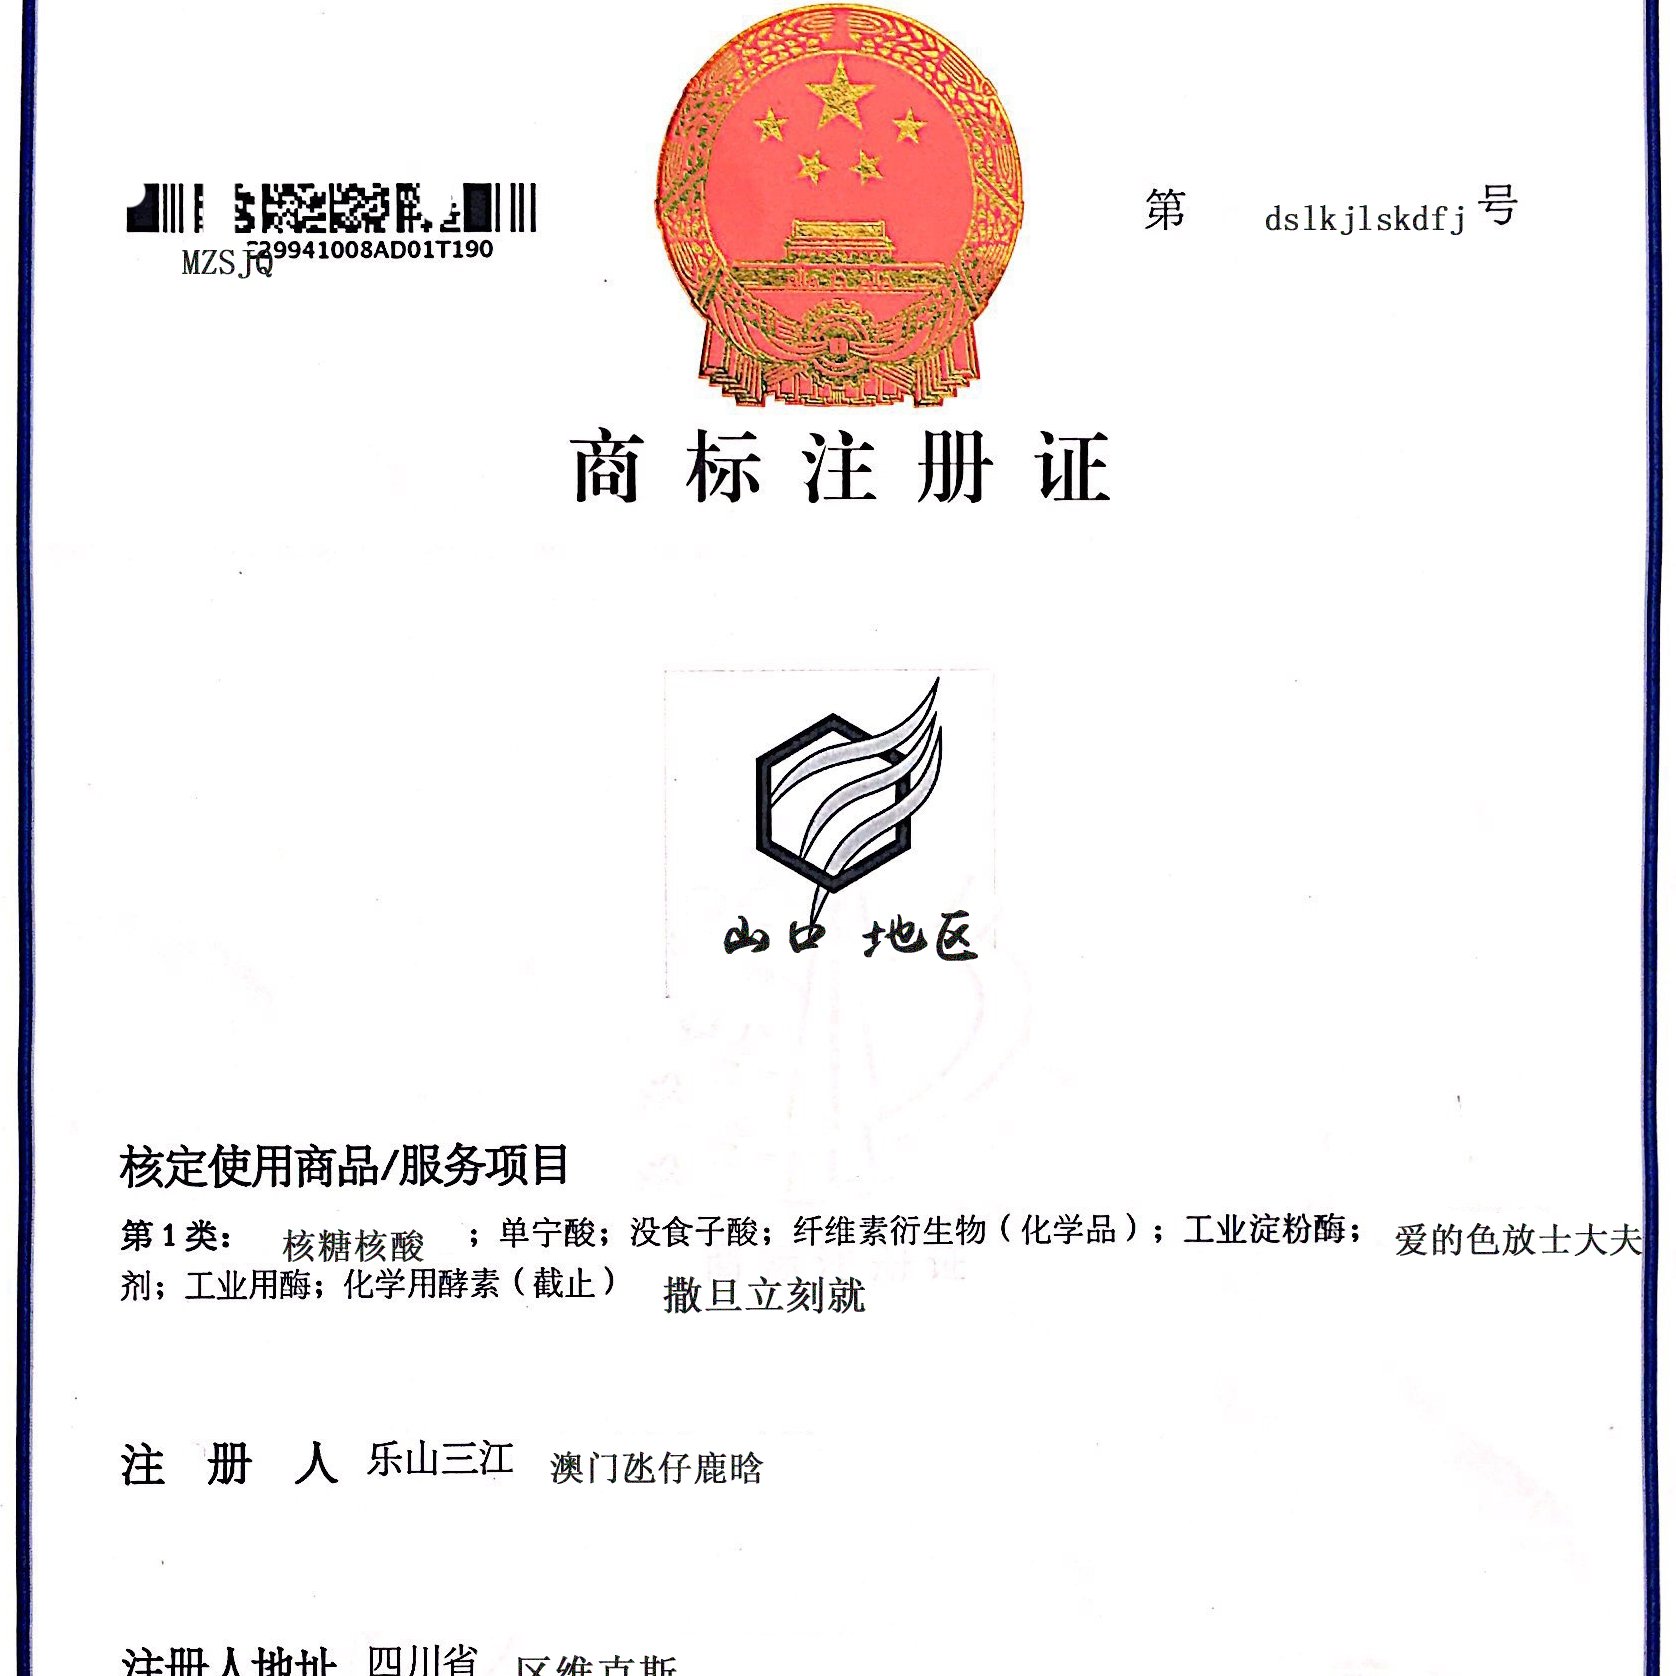 第 dslkjlskdfj 号
29941008AD01T190
MZSJQ
商标注册证
山中 地区
核定使用商品/服务项目
第1类： 核糖核酸 ；单宁酸；没食子酸；纤维素衍生物（化学品）；工业淀粉酶； 爱的色放士大夫
剂；工业用酶；化学用酵素（截止） 撒旦立刻就
注 册 人 乐山三江 澳门氹仔鹿晗
注册人地址 四川省 区维克斯